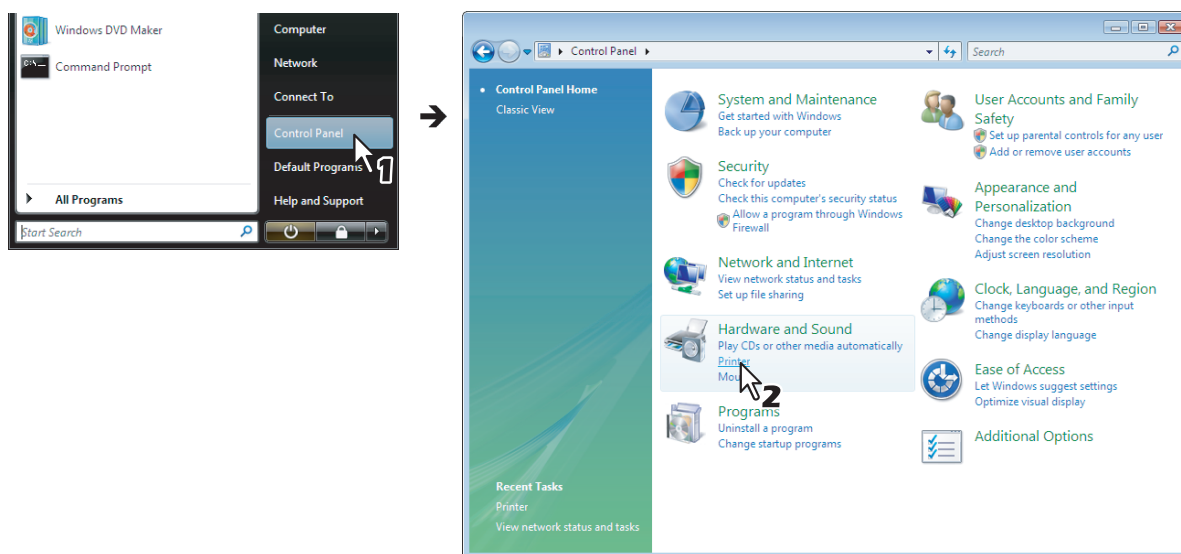 Windows DVD Maker
Command Prompt
All Programs
Start Search
Computer
Network
Connect To
Control Panel
Default Programs
Help and Support
1
Control Panel
Search
Control Panel Home
Classic View
System and Maintenance
Get started with Windows
Back up your computer
Security
Check for updates
Check this computer's security status
Allow a program through Windows
Firewall
Network and Internet
View network status and tasks
Set up file sharing
Hardware and Sound
Play CDs or other media automatically
Printer
Mou
2
Programs
Uninstall a program
Change startup programs
User Accounts and Family
Safety
Set up parental controls for any user
Add or remove user accounts
Appearance and
Personalization
Change desktop background
Change the color scheme
Adjust screen resolution
Clock, Language, and Region
Change keyboards or other input
methods
Change display language
Ease of Access
Let Windows suggest settings
Optimize visual display
Additional Options
Recent Tasks
Printer
View network status and tasks